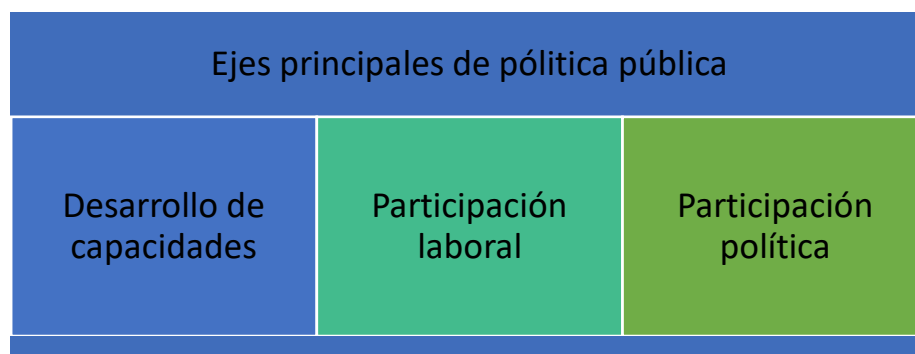 Ejes principales de pólitica pública
Desarrollo de
capacidades
Participación
laboral
Participación
política